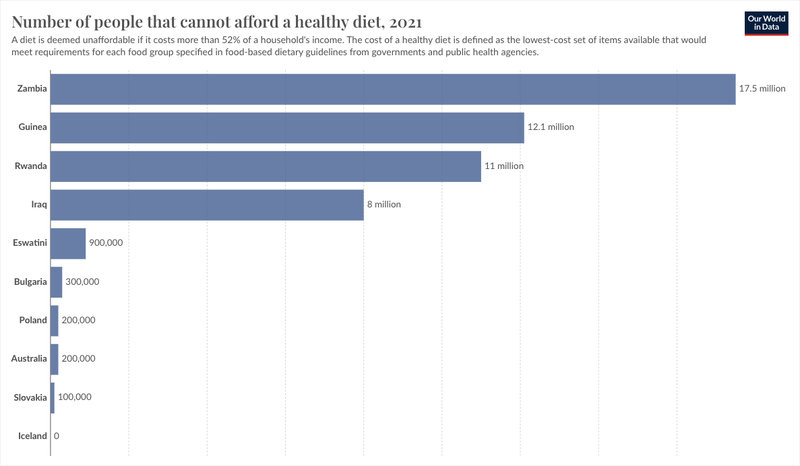 Number of people that cannot afford a healthy diet, 2021
Our World
in Data
A diet is deemed unaffordable if it costs more than 52% of a household's income. The cost of a healthy diet is defined as the lowest-cost set of items available that would
meet requirements for each food group specified in food-based dietary guidelines from governments and public health agencies.
Zambia 17.5 million
Guinea 12.1 million
Rwanda 11 million
Iraq 8 million
Eswatini 900,000
Bulgaria 300,000
Poland 200,000
Australia 200,000
Slovakia 100,000
Iceland 0